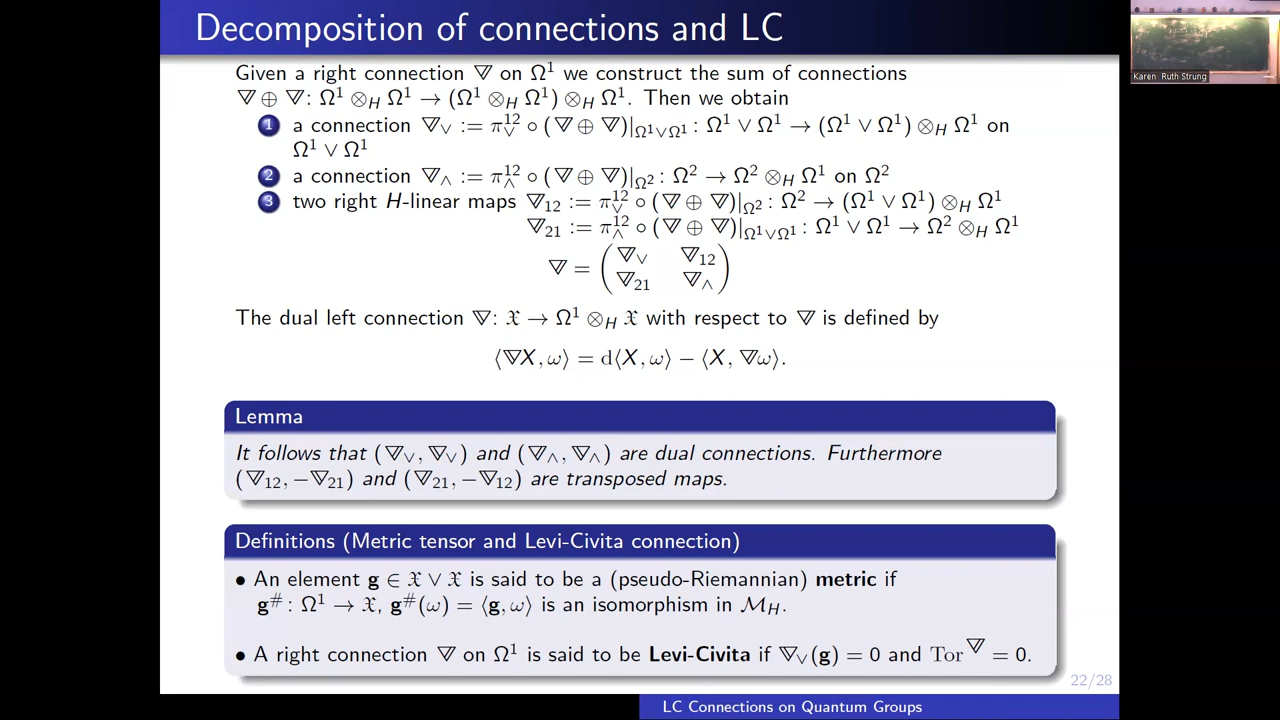 Decomposition of connections and LC
Karen Ruth Strung
Given a right connection ⩢ on Ω¹ we construct the sum of connections
⩢ ⊕ ⩢: Ω¹ ⊗_H Ω¹ → (Ω¹ ⊗_H Ω¹) ⊗_H Ω¹. Then we obtain
1 a connection ⩢_∨ := π_∨^{12} ∘ (⩢ ⊕ ⩢)|_{Ω¹∨Ω¹}: Ω¹ ∨ Ω¹ → (Ω¹ ∨ Ω¹) ⊗_H Ω¹ on
Ω¹ ∨ Ω¹
2 a connection ⩢_∧ := π_∧^{12} ∘ (⩢ ⊕ ⩢)|_{Ω²}: Ω² → Ω² ⊗_H Ω¹ on Ω²
3 two right H-linear maps ⩢_{12} := π_∨^{12} ∘ (⩢ ⊕ ⩢)|_{Ω²}: Ω² → (Ω¹ ∨ Ω¹) ⊗_H Ω¹
⩢_{21} := π_∧^{12} ∘ (⩢ ⊕ ⩢)|_{Ω¹∨Ω¹}: Ω¹ ∨ Ω¹ → Ω² ⊗_H Ω¹
⩢ = ( ⩢_∨ ⩢_{12}
⩢_{21} ⩢_∧ )
The dual left connection ⩢: 𝔛 → Ω¹ ⊗_H 𝔛 with respect to ⩢ is defined by
⟨⩢X, ω⟩ = d⟨X, ω⟩ − ⟨X, ⩢ω⟩.
Lemma
It follows that (⩢_∨, ⩢_∨) and (⩢_∧, ⩢_∧) are dual connections. Furthermore
(⩢_{12}, −⩢_{21}) and (⩢_{21}, −⩢_{12}) are transposed maps.
Definitions (Metric tensor and Levi-Civita connection)
• An element g ∈ 𝔛 ∨ 𝔛 is said to be a (pseudo-Riemannian) metric if
g^#: Ω¹ → 𝔛, g^#(ω) = ⟨g, ω⟩ is an isomorphism in ℳ_H.
• A right connection ⩢ on Ω¹ is said to be Levi-Civita if ⩢_∨(g) = 0 and Tor^⩢ = 0.
22/28
LC Connections on Quantum Groups